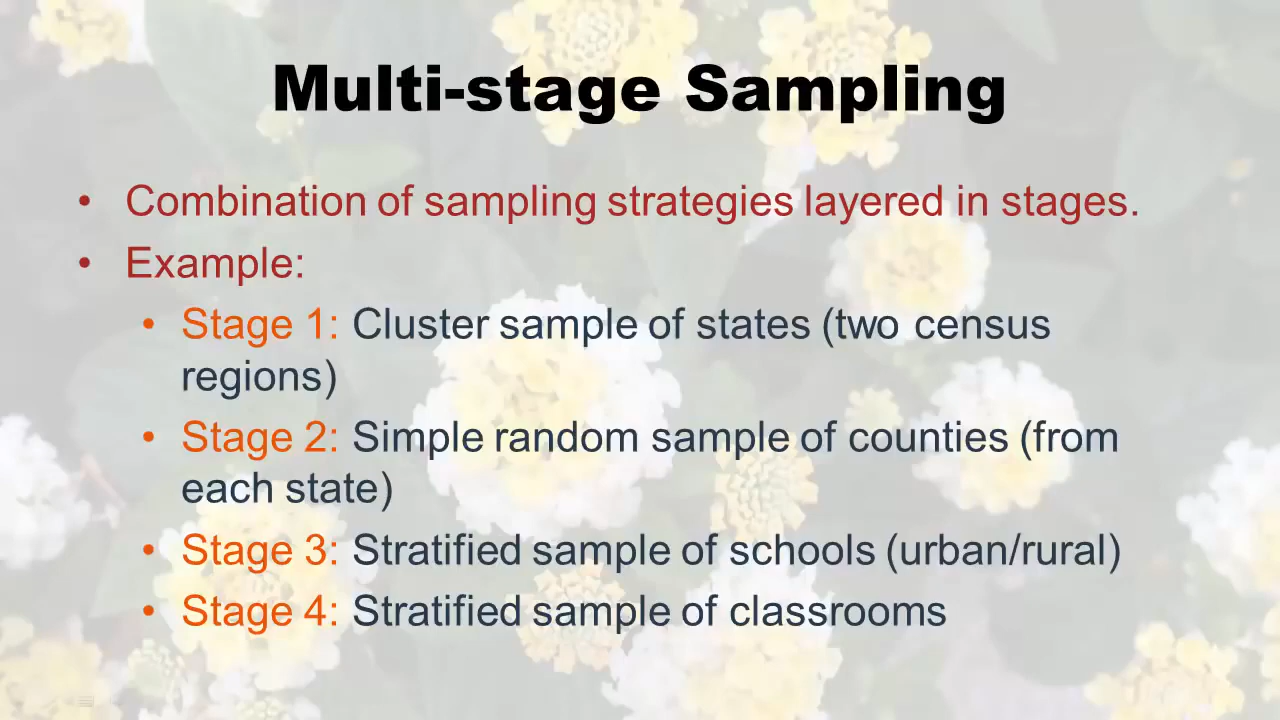 Multi-stage Sampling
• Combination of sampling strategies layered in stages.
• Example:
• Stage 1: Cluster sample of states (two census
regions)
• Stage 2: Simple random sample of counties (from
each state)
• Stage 3: Stratified sample of schools (urban/rural)
• Stage 4: Stratified sample of classrooms